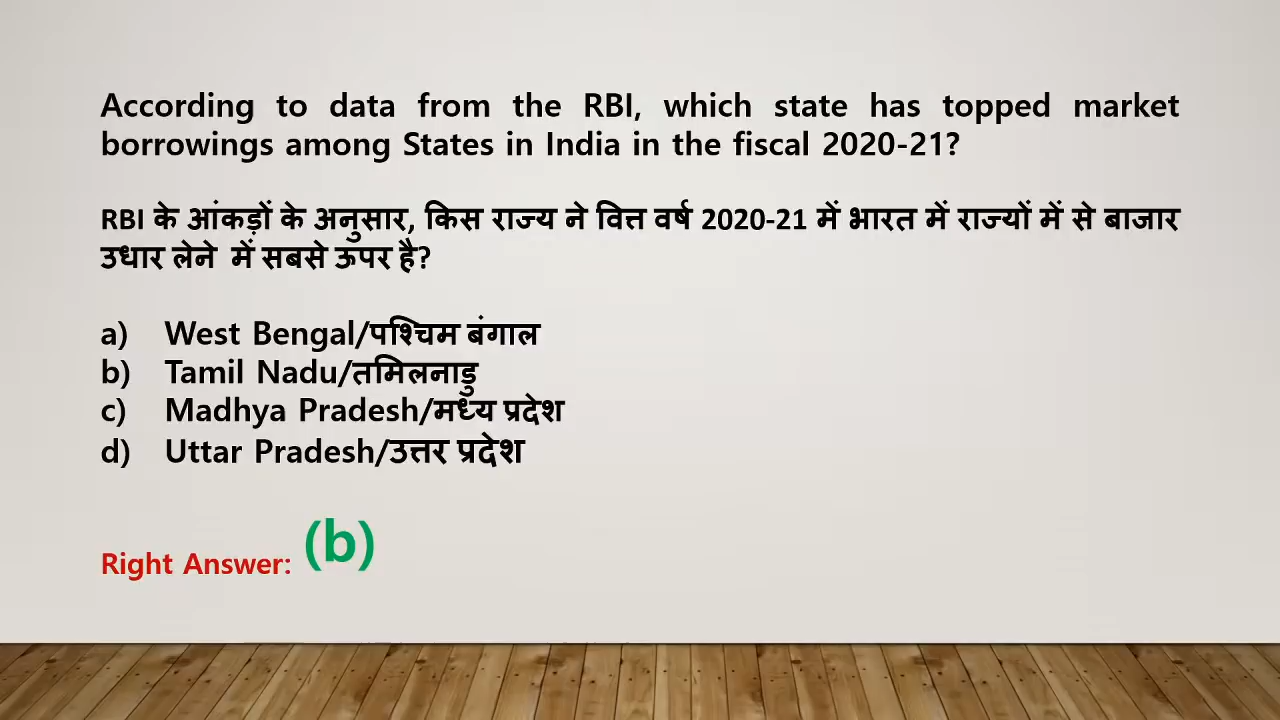 According to data from the RBI, which state has topped market
borrowings among States in India in the fiscal 2020-21?
RBI के आंकड़ों के अनुसार, किस राज्य ने वित्त वर्ष 2020-21 में भारत में राज्यों में से बाजार
उधार लेने में सबसे ऊपर है?
a) West Bengal/पश्चिम बंगाल
b) Tamil Nadu/तमिलनाडु
c) Madhya Pradesh/मध्य प्रदेश
d) Uttar Pradesh/उत्तर प्रदेश
Right Answer: (b)